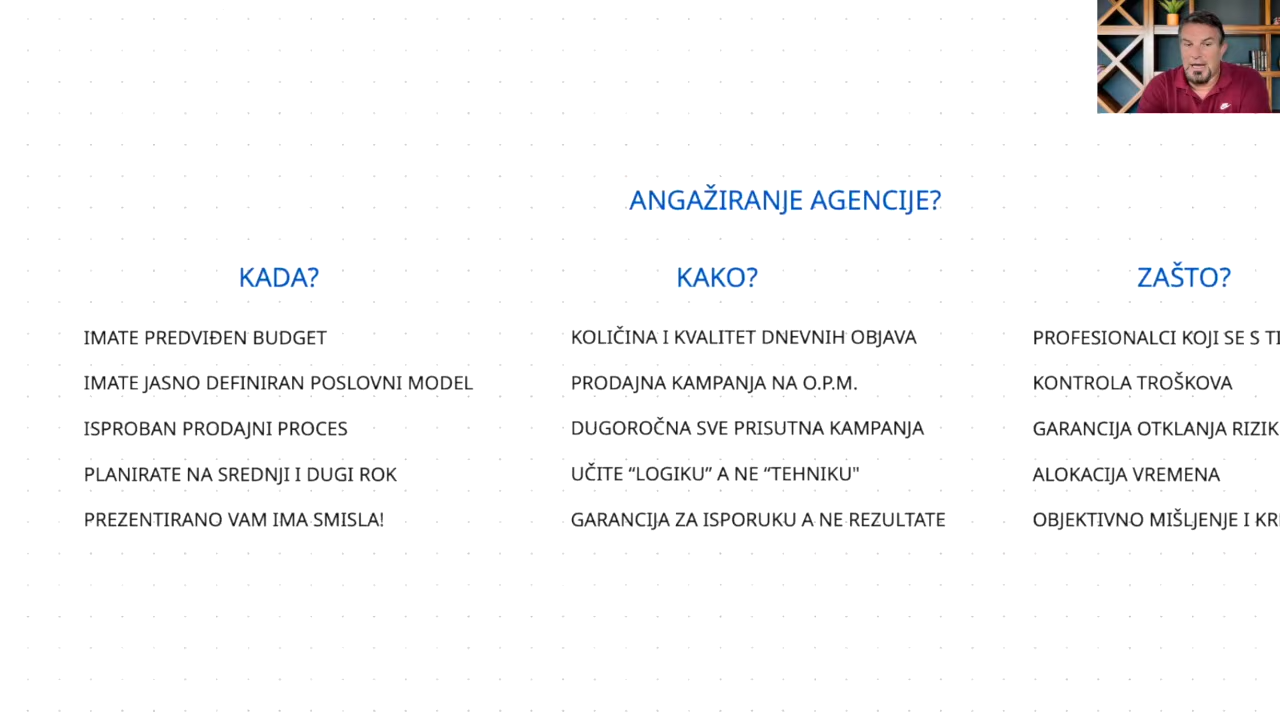 ANGAŽIRANJE AGENCIJE?
KADA?
IMATE PREDVIĐEN BUDGET
IMATE JASNO DEFINIRAN POSLOVNI MODEL
ISPROBAN PRODAJNI PROCES
PLANIRATE NA SREDNJI I DUGI ROK
PREZENTIRANO VAM IMA SMISLA!
KAKO?
KOLIČINA I KVALITET DNEVNIH OBJAVA
PRODAJNA KAMPANJA NA O.P.M.
DUGOROČNA SVE PRISUTNA KAMPANJA
UČITE “LOGIKU” A NE “TEHNIKU"
GARANCIJA ZA ISPORUKU A NE REZULTATE
ZAŠTO?
PROFESIONALCI KOJI SE S
KONTROLA TROŠKOVA
GARANCIJA OTKLANJA
ALOKACIJA VREMENA
OBJEKTIVNO MIŠLJENJE I